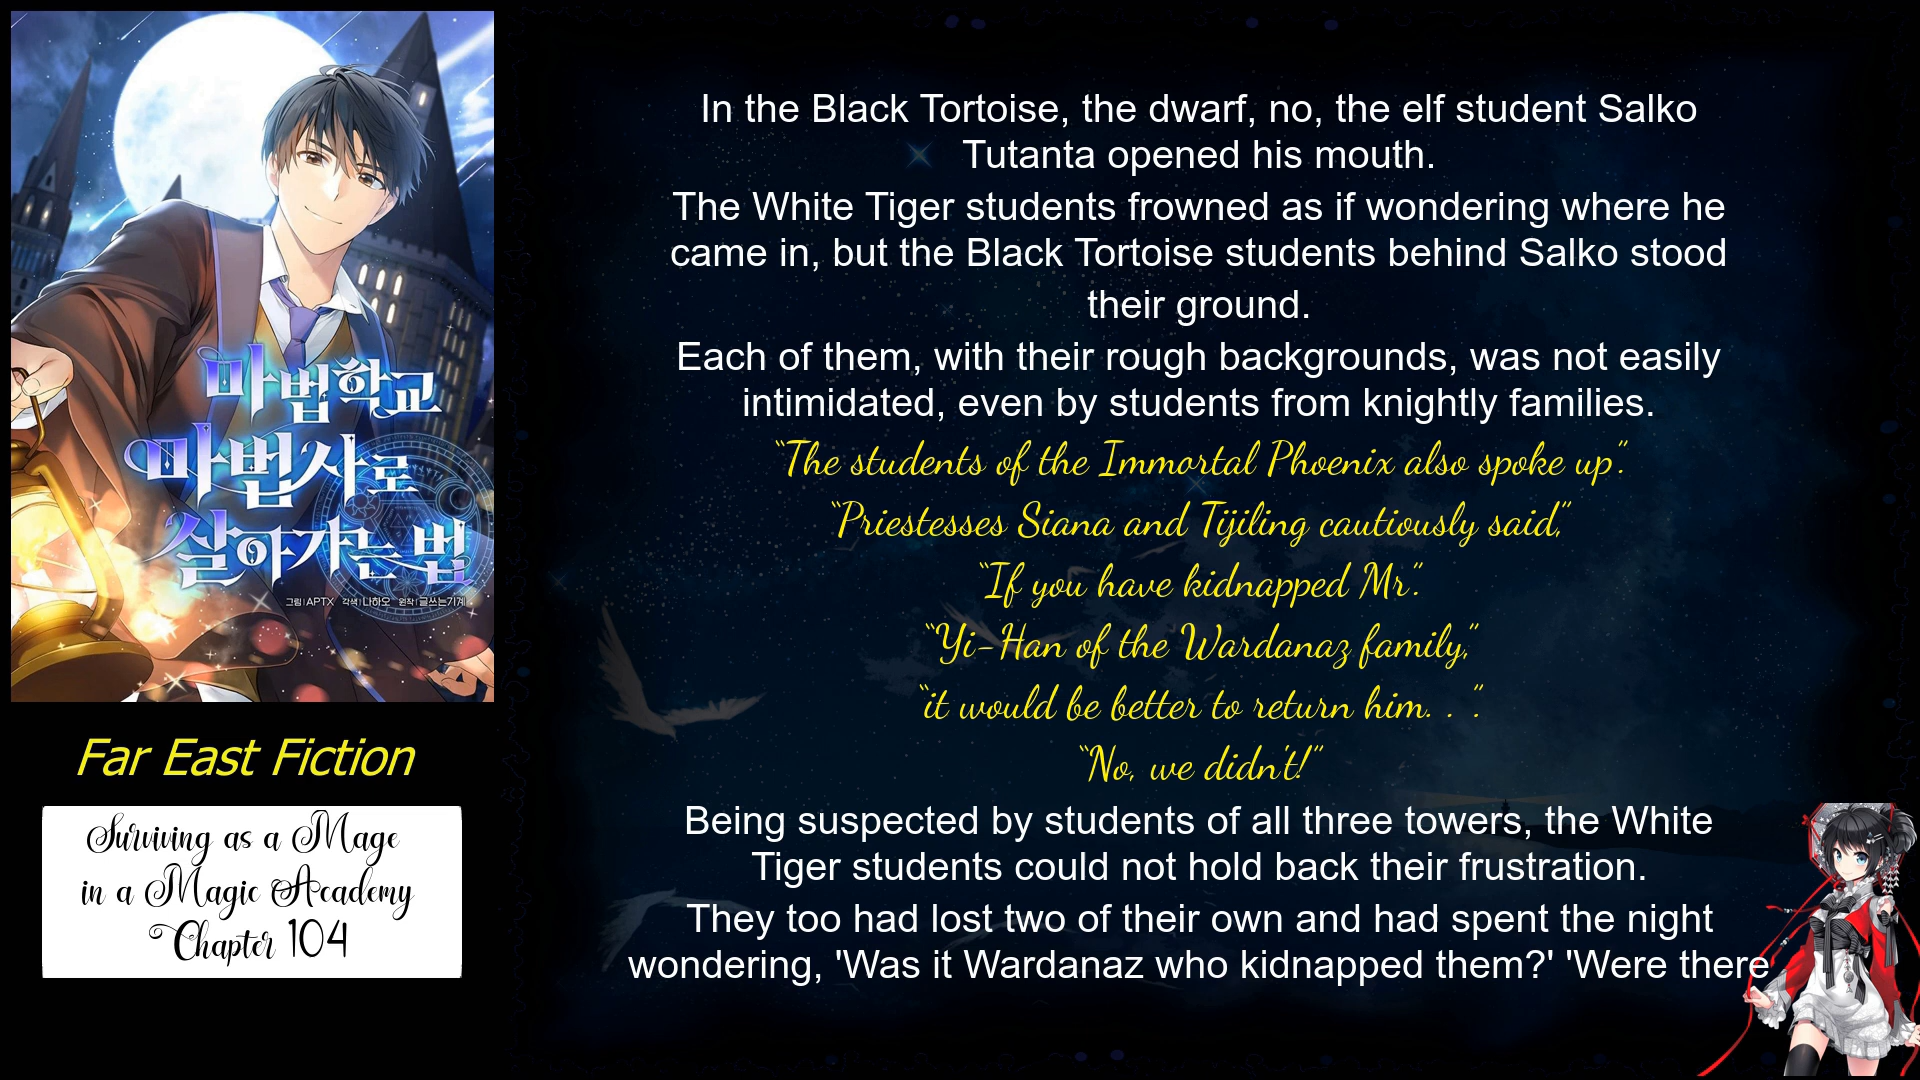 마법학교
마법사로
살아가는 법
그림 | APTX 각색 | 나하오 원작 | 글쓰는기계
Far East Fiction
Surviving as a Mage
in a Magic Academy
Chapter 104
In the Black Tortoise, the dwarf, no, the elf student Salko
Tutanta opened his mouth.
The White Tiger students frowned as if wondering where he
came in, but the Black Tortoise students behind Salko stood
their ground.
Each of them, with their rough backgrounds, was not easily
intimidated, even by students from knightly families.
“The students of the Immortal Phoenix also spoke up”.
“Priestesses Siana and Tijiling cautiously said,”
“If you have kidnapped Mr”.
“Yi-Han of the Wardanaz family,”
“it would be better to return him. . ”.
“No, we didn't!”
Being suspected by students of all three towers, the White
Tiger students could not hold back their frustration.
They too had lost two of their own and had spent the night
wondering, 'Was it Wardanaz who kidnapped them?' 'Were there